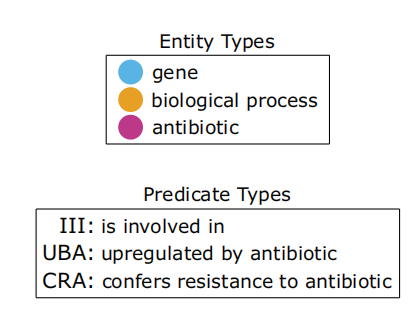 Entity Types
gene
biological process
antibiotic
Predicate Types
III: is involved in
UBA: upregulated by antibiotic
CRA: confers resistance to antibiotic